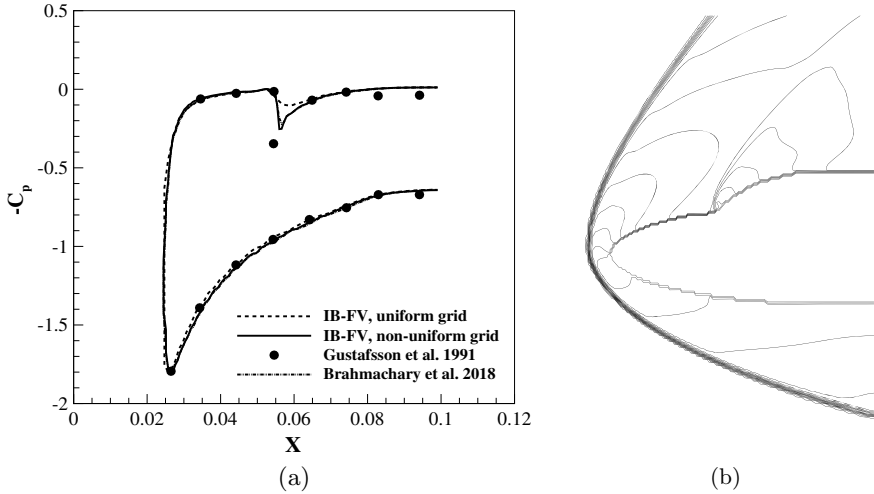 0.5
0
-0.5
-1
-1.5
-2
-Cp
0
0.02
0.04
0.06
0.08
0.1
0.12
X
IB-FV, uniform grid
IB-FV, non-uniform grid
Gustafsson et al. 1991
Brahmachary et al. 2018
(a)
(b)